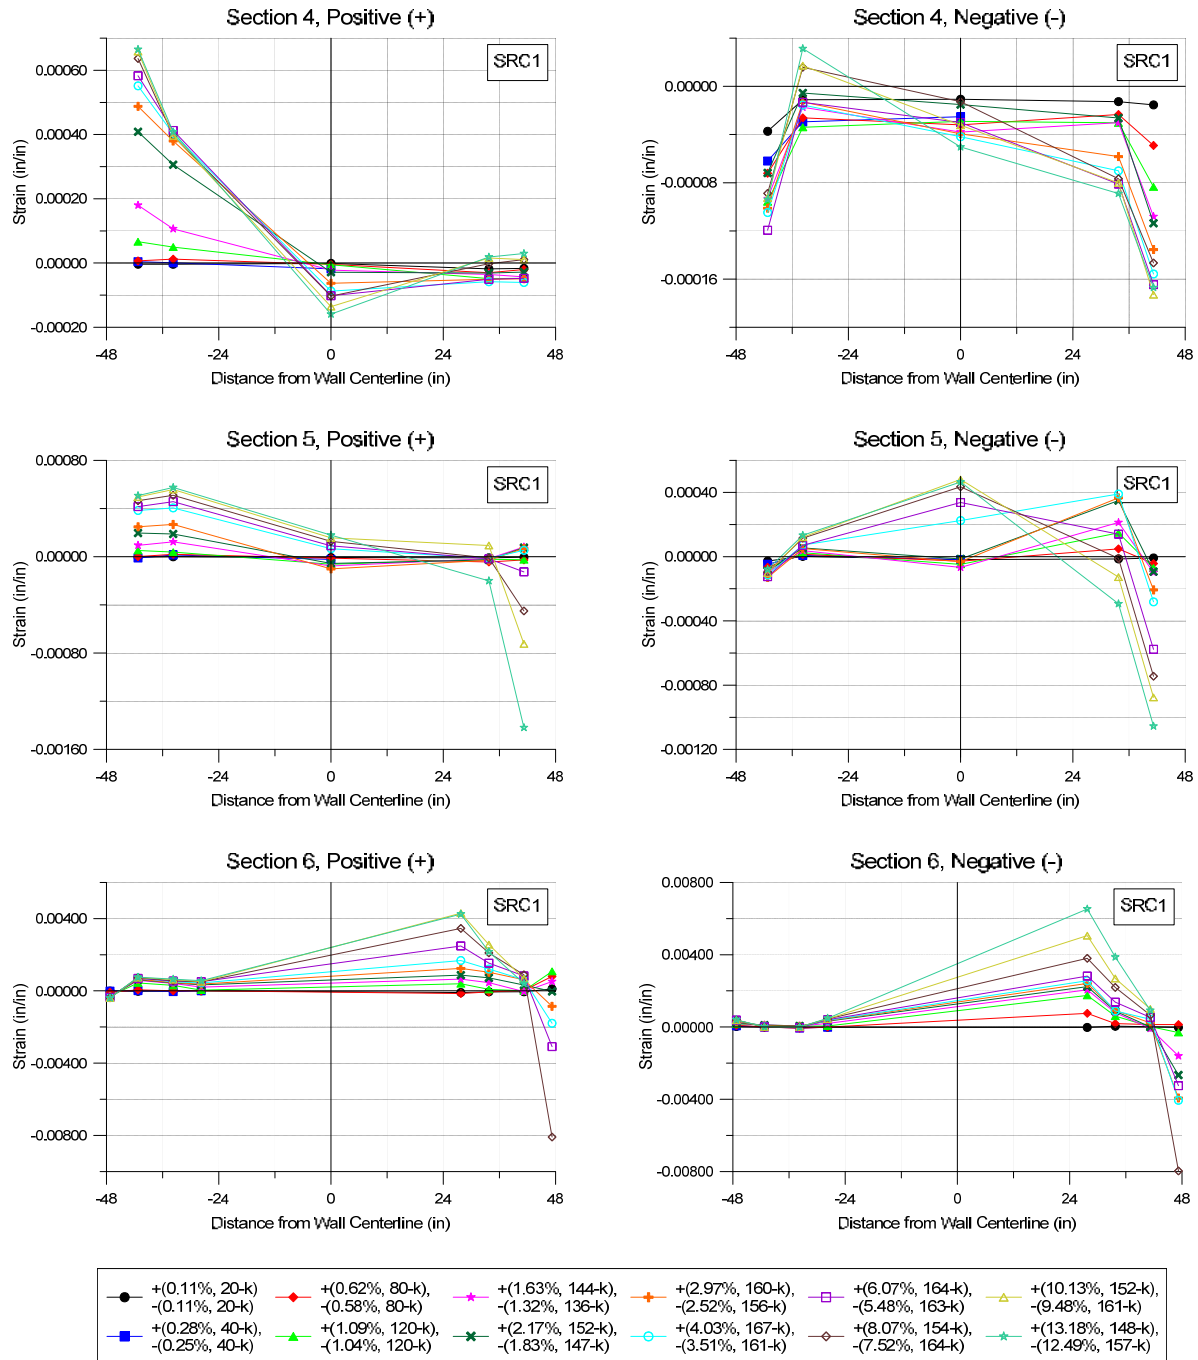 Section 4, Positive (+)
SRC1
Strain (in/in)
0.00060
0.00040
0.00020
0.00000
-0.00020
-48
-24
0
24
48
Distance from Wall Centerline (in)
Section 4, Negative (-)
SRC1
Strain (in/in)
0.00000
-0.00008
-0.00016
-48
-24
0
24
48
Distance from Wall Centerline (in)
Section 5, Positive (+)
SRC1
Strain (in/in)
0.00080
0.00000
-0.00080
-0.00160
-48
-24
0
24
48
Distance from Wall Centerline (in)
Section 5, Negative (-)
SRC1
Strain (in/in)
0.00040
0.00000
-0.00040
-0.00080
-0.00120
-48
-24
0
24
48
Distance from Wall Centerline (in)
Section 6, Positive (+)
SRC1
Strain (in/in)
0.00400
0.00000
-0.00400
-0.00800
-48
-24
0
24
48
Distance from Wall Centerline (in)
Section 6, Negative (-)
SRC1
Strain (in/in)
0.00800
0.00400
0.00000
-0.00400
-0.00800
-48
-24
0
24
48
Distance from Wall Centerline (in)
+(0.11%, 20-k),
-(0.11%, 20-k)
+(0.62%, 80-k),
-(0.58%, 80-k)
+(1.63%, 144-k),
-(1.32%, 136-k)
+(2.97%, 160-k),
-(2.52%, 156-k)
+(6.07%, 164-k),
-(5.48%, 163-k)
+(10.13%, 152-k),
-(9.48%, 161-k)
+(0.28%, 40-k),
-(0.25%, 40-k)
+(1.09%, 120-k),
-(1.04%, 120-k)
+(2.17%, 152-k),
-(1.83%, 147-k)
+(4.03%, 167-k),
-(3.51%, 161-k)
+(8.07%, 154-k),
-(7.52%, 164-k)
+(13.18%, 148-k),
-(12.49%, 157-k)